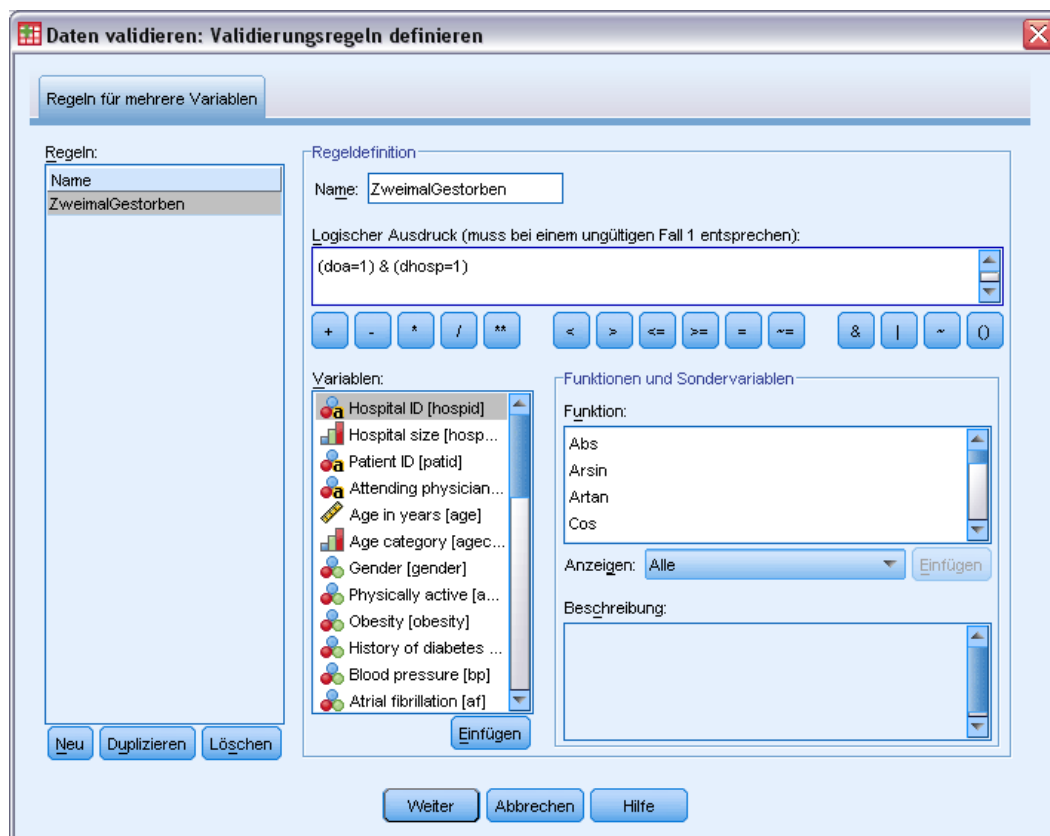 Daten validieren: Validierungsregeln definieren
Regeln für mehrere Variablen
Regeln:
Name
ZweimalGestorben
Regeldefinition
Name: ZweimalGestorben
Logischer Ausdruck (muss bei einem ungültigen Fall 1 entsprechen):
(doa=1) & (dhosp=1)
+ - * / ** < > <= >= = ~= & | ~ ()
Variablen:
Hospital ID [hospid]
Hospital size [hosp...
Patient ID [patid]
Attending physician...
Age in years [age]
Age category [agec...
Gender [gender]
Physically active [a...
Obesity [obesity]
History of diabetes ...
Blood pressure [bp]
Atrial fibrillation [af]
Einfügen
Funktionen und Sondervariablen
Funktion:
Abs
Arsin
Artan
Cos
Anzeigen: Alle Einfügen
Beschreibung:
Neu Duplizieren Löschen
Weiter Abbrechen Hilfe